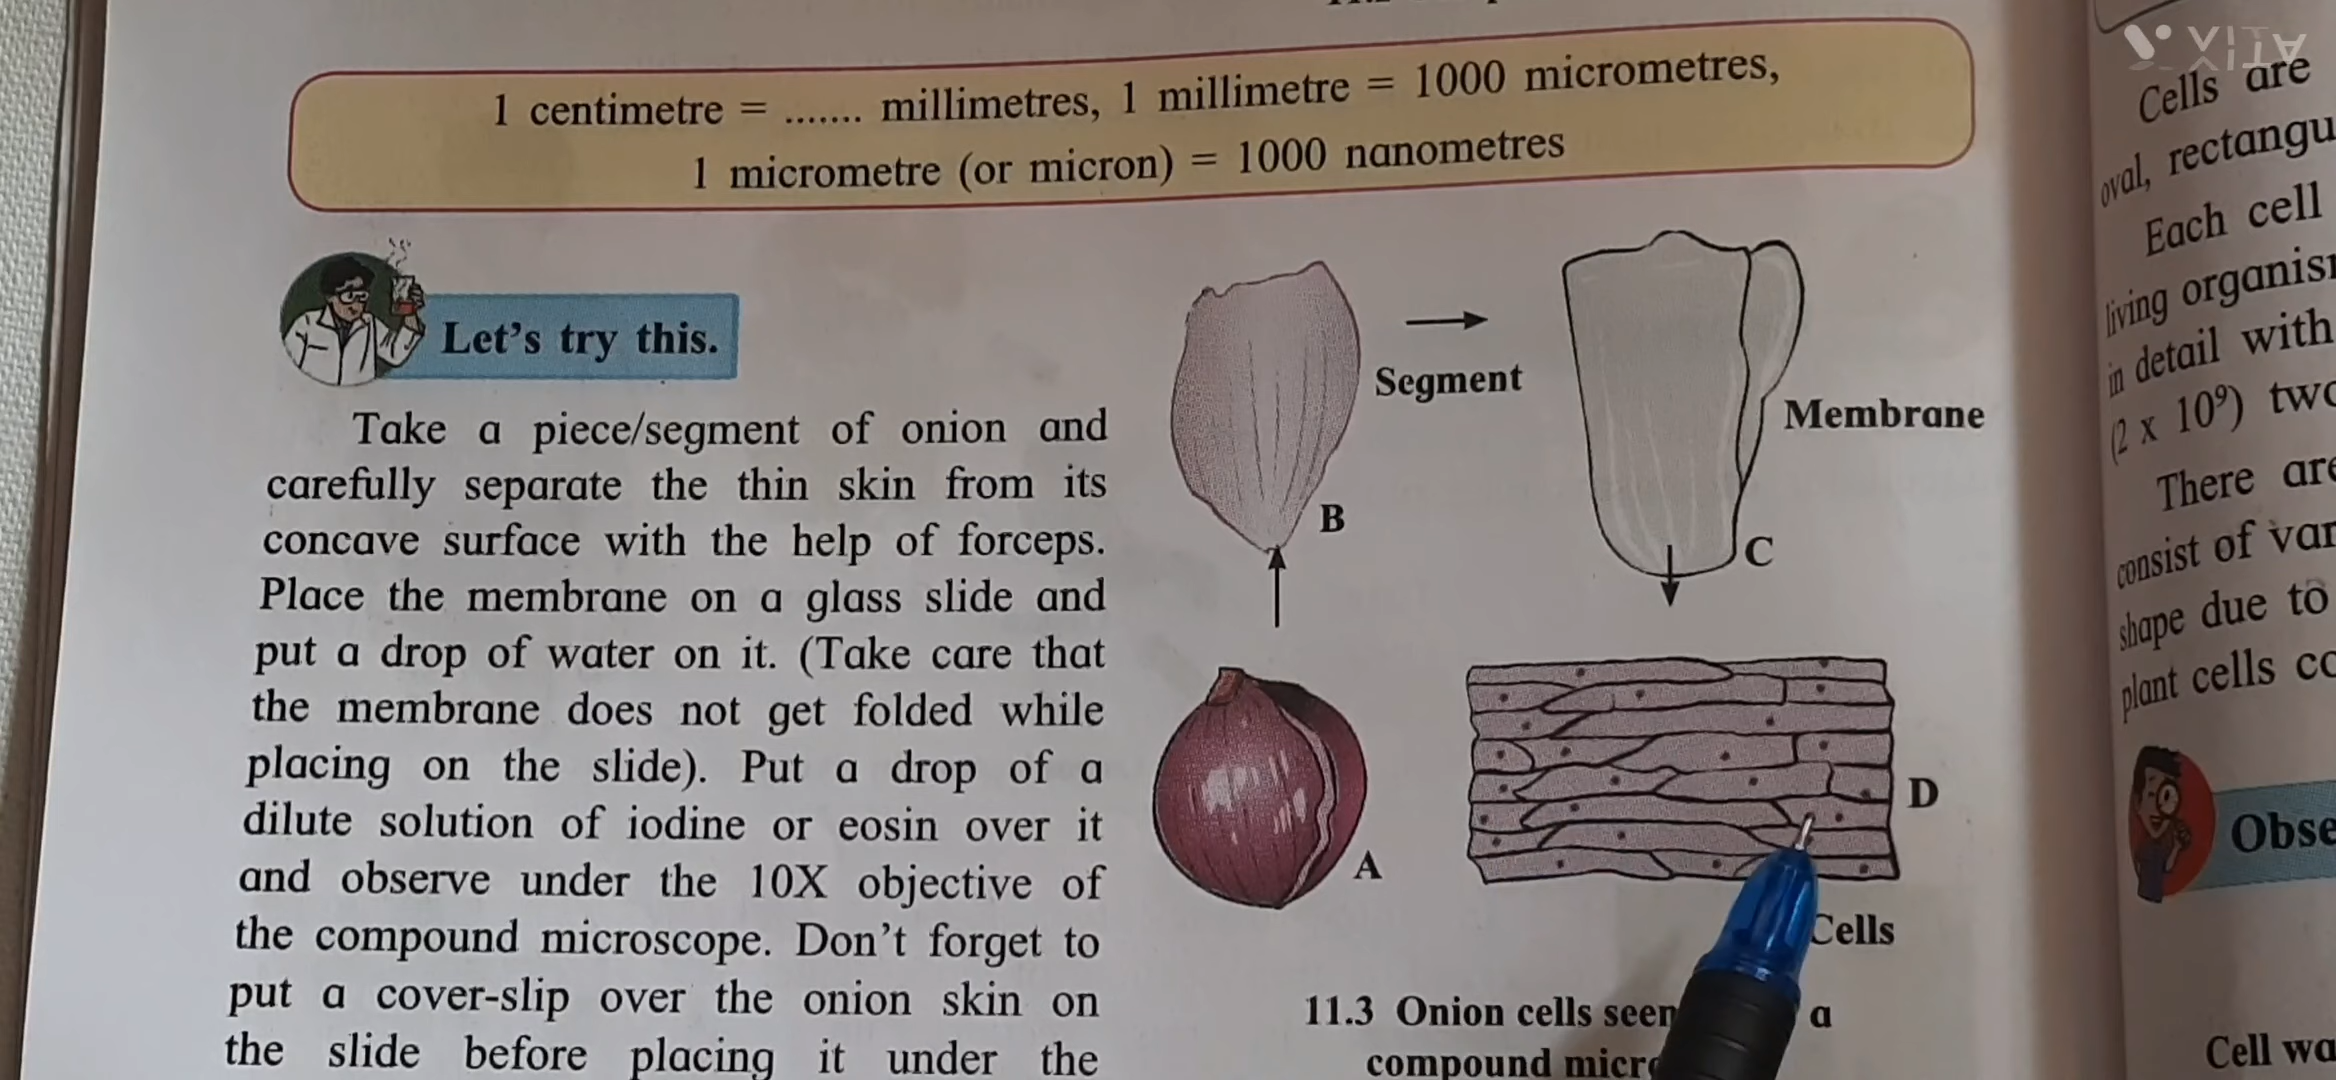 1 centimetre = ....... millimetres, 1 millimetre = 1000 micrometres,
1 micrometre (or micron) = 1000 nanometres
Let's try this.
Take a piece/segment of onion and
carefully separate the thin skin from its
concave surface with the help of forceps.
Place the membrane on a glass slide and
put a drop of water on it. (Take care that
the membrane does not get folded while
placing on the slide). Put a drop of a
dilute solution of iodine or eosin over it
and observe under the 10X objective of
the compound microscope. Don't forget to
put a cover-slip over the onion skin on
the slide before placing it under the
Segment
Membrane
B
C
A
D
Cells
11.3 Onion cells seen a
compound micro
Cells are
oval, rectangu
Each cell
living organis
in detail with
(2 x 10⁹) two
There are
consist of var
shape due to
plant cells co
Obse
Cell wa